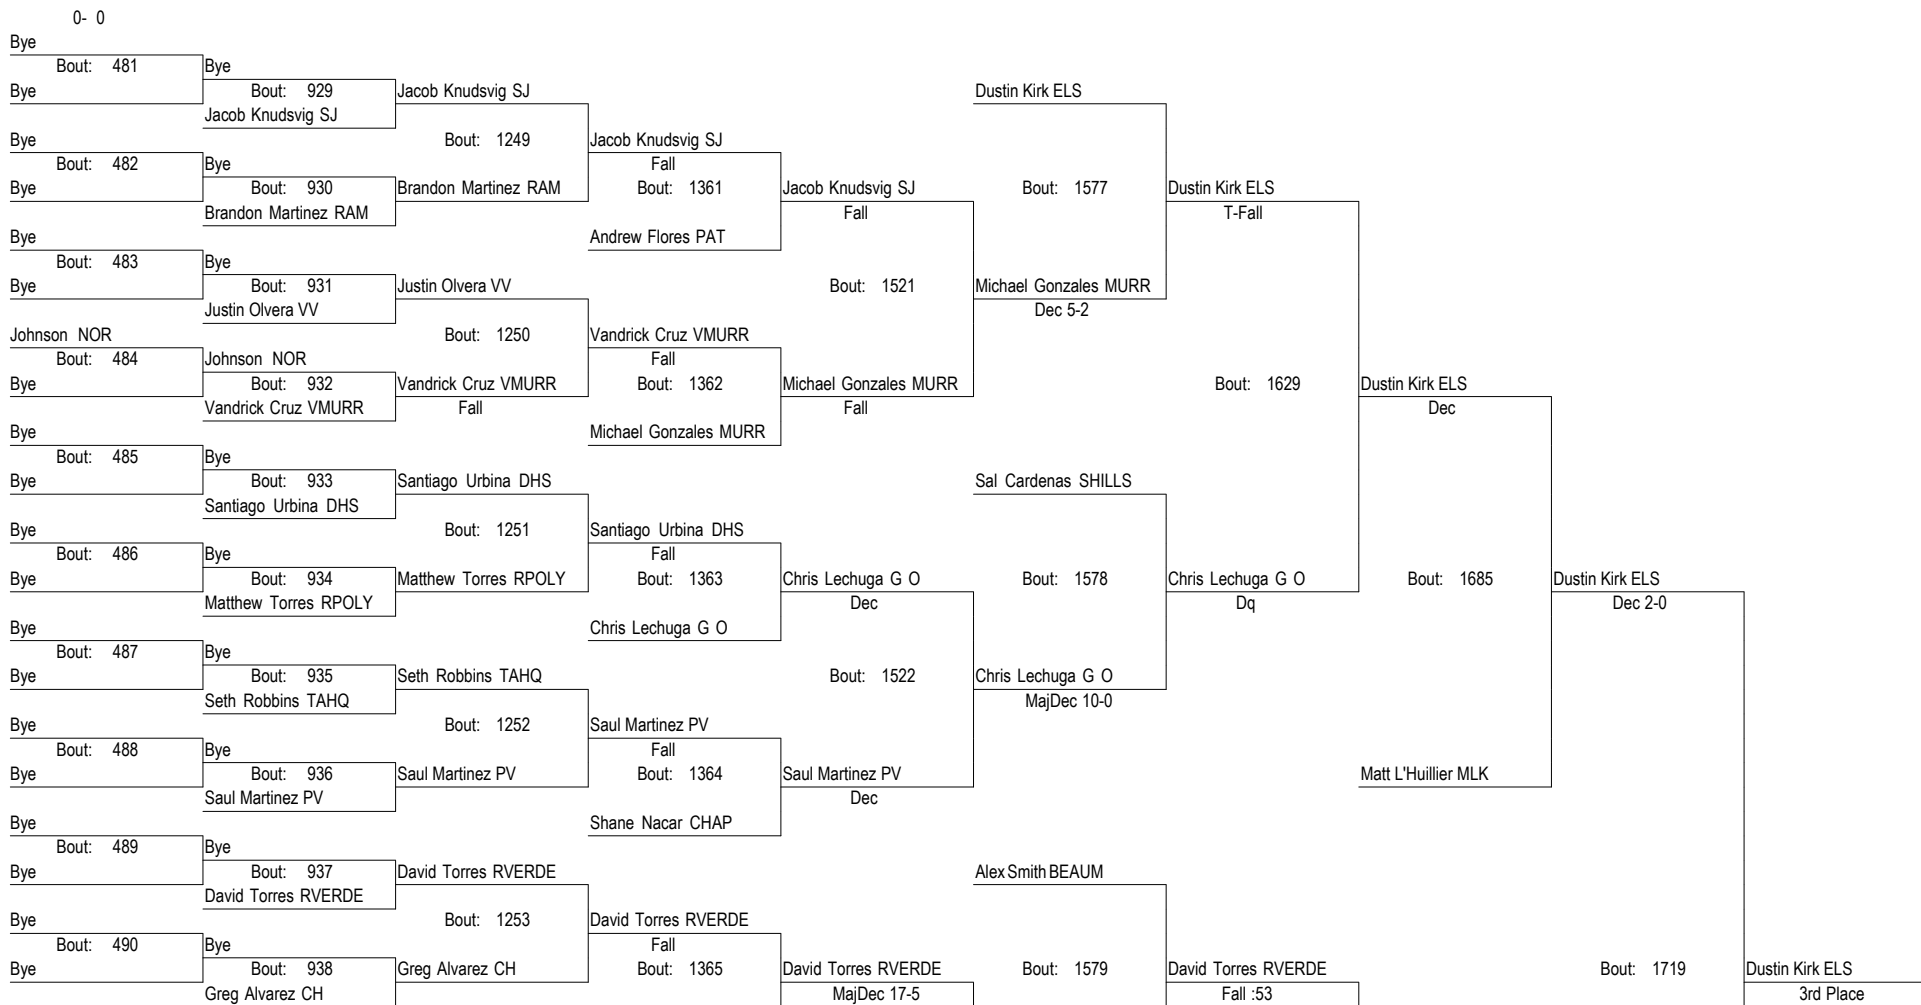 0- 0
Bye
Bout: 481 Bye
Bye Bout: 929 Jacob Knudsvig SJ Dustin Kirk ELS
Jacob Knudsvig SJ
Bye Bout: 1249 Jacob Knudsvig SJ
Bout: 482 Bye Fall
Bye Bout: 930 Brandon Martinez RAM Bout: 1361 Jacob Knudsvig SJ Bout: 1577 Dustin Kirk ELS
Brandon Martinez RAM Fall T-Fall
Bye Andrew Flores PAT
Bout: 483 Bye
Bye Bout: 931 Justin Olvera VV Bout: 1521 Michael Gonzales MURR
Justin Olvera VV Dec 5-2
Johnson NOR Bout: 1250 Vandrick Cruz VMURR
Bout: 484 Johnson NOR Fall
Bye Bout: 932 Vandrick Cruz VMURR Bout: 1362 Michael Gonzales MURR Bout: 1629 Dustin Kirk ELS
Vandrick Cruz VMURR Fall Fall Dec
Bye Michael Gonzales MURR
Bout: 485 Bye
Bye Bout: 933 Santiago Urbina DHS Sal Cardenas SHILLS
Santiago Urbina DHS
Bye Bout: 1251 Santiago Urbina DHS
Bout: 486 Bye Fall
Bye Bout: 934 Matthew Torres RPOLY Bout: 1363 Chris Lechuga G O Bout: 1578 Chris Lechuga G O Bout: 1685 Dustin Kirk ELS
Matthew Torres RPOLY Dec Dq Dec 2-0
Bye Chris Lechuga G O
Bout: 487 Bye
Bye Bout: 935 Seth Robbins TAHQ Bout: 1522 Chris Lechuga G O
Seth Robbins TAHQ MajDec 10-0
Bye Bout: 1252 Saul Martinez PV
Bout: 488 Bye Fall
Bye Bout: 936 Saul Martinez PV Bout: 1364 Saul Martinez PV Matt L'Huillier MLK
Saul Martinez PV Dec
Bye Shane Nacar CHAP
Bout: 489 Bye
Bye Bout: 937 David Torres RVERDE Alex Smith BEAUM
David Torres RVERDE
Bye Bout: 1253 David Torres RVERDE
Bout: 490 Bye Fall
Bye Bout: 938 Greg Alvarez CH Bout: 1365 David Torres RVERDE Bout: 1579 David Torres RVERDE Bout: 1719 Dustin Kirk ELS
Greg Alvarez CH MajDec 17-5 Fall :53 3rd Place